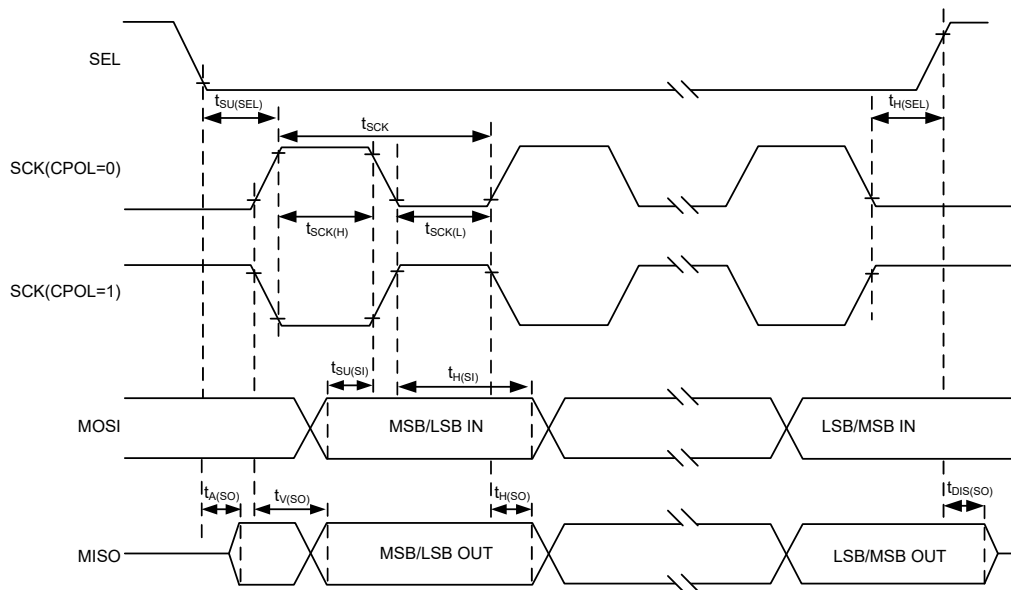 SEL
tSU(SEL)
tH(SEL)
tSCK
SCK(CPOL=0)
tSCK(H)
tSCK(L)
SCK(CPOL=1)
tSU(SI)
tH(SI)
MOSI
MSB/LSB IN
LSB/MSB IN
tA(SO)
tV(SO)
tH(SO)
tDIS(SO)
MISO
MSB/LSB OUT
LSB/MSB OUT